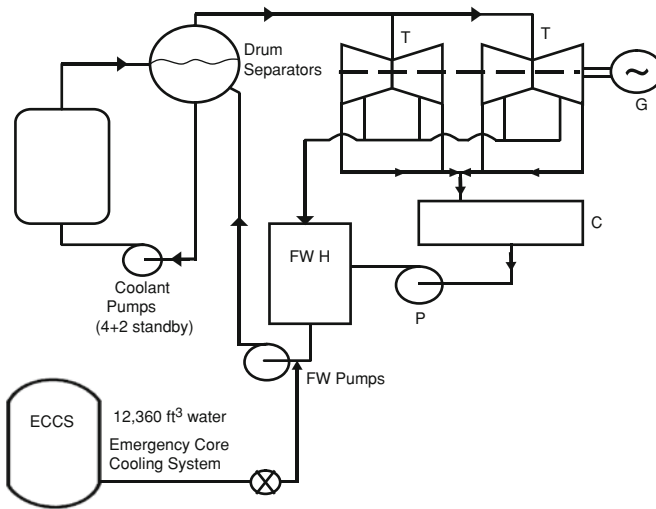 T
T
Drum
Separators
~
G
C
FW H
Coolant
Pumps
(4+2 standby)
P
FW Pumps
ECCS
12,360 ft³ water
Emergency Core
Cooling System